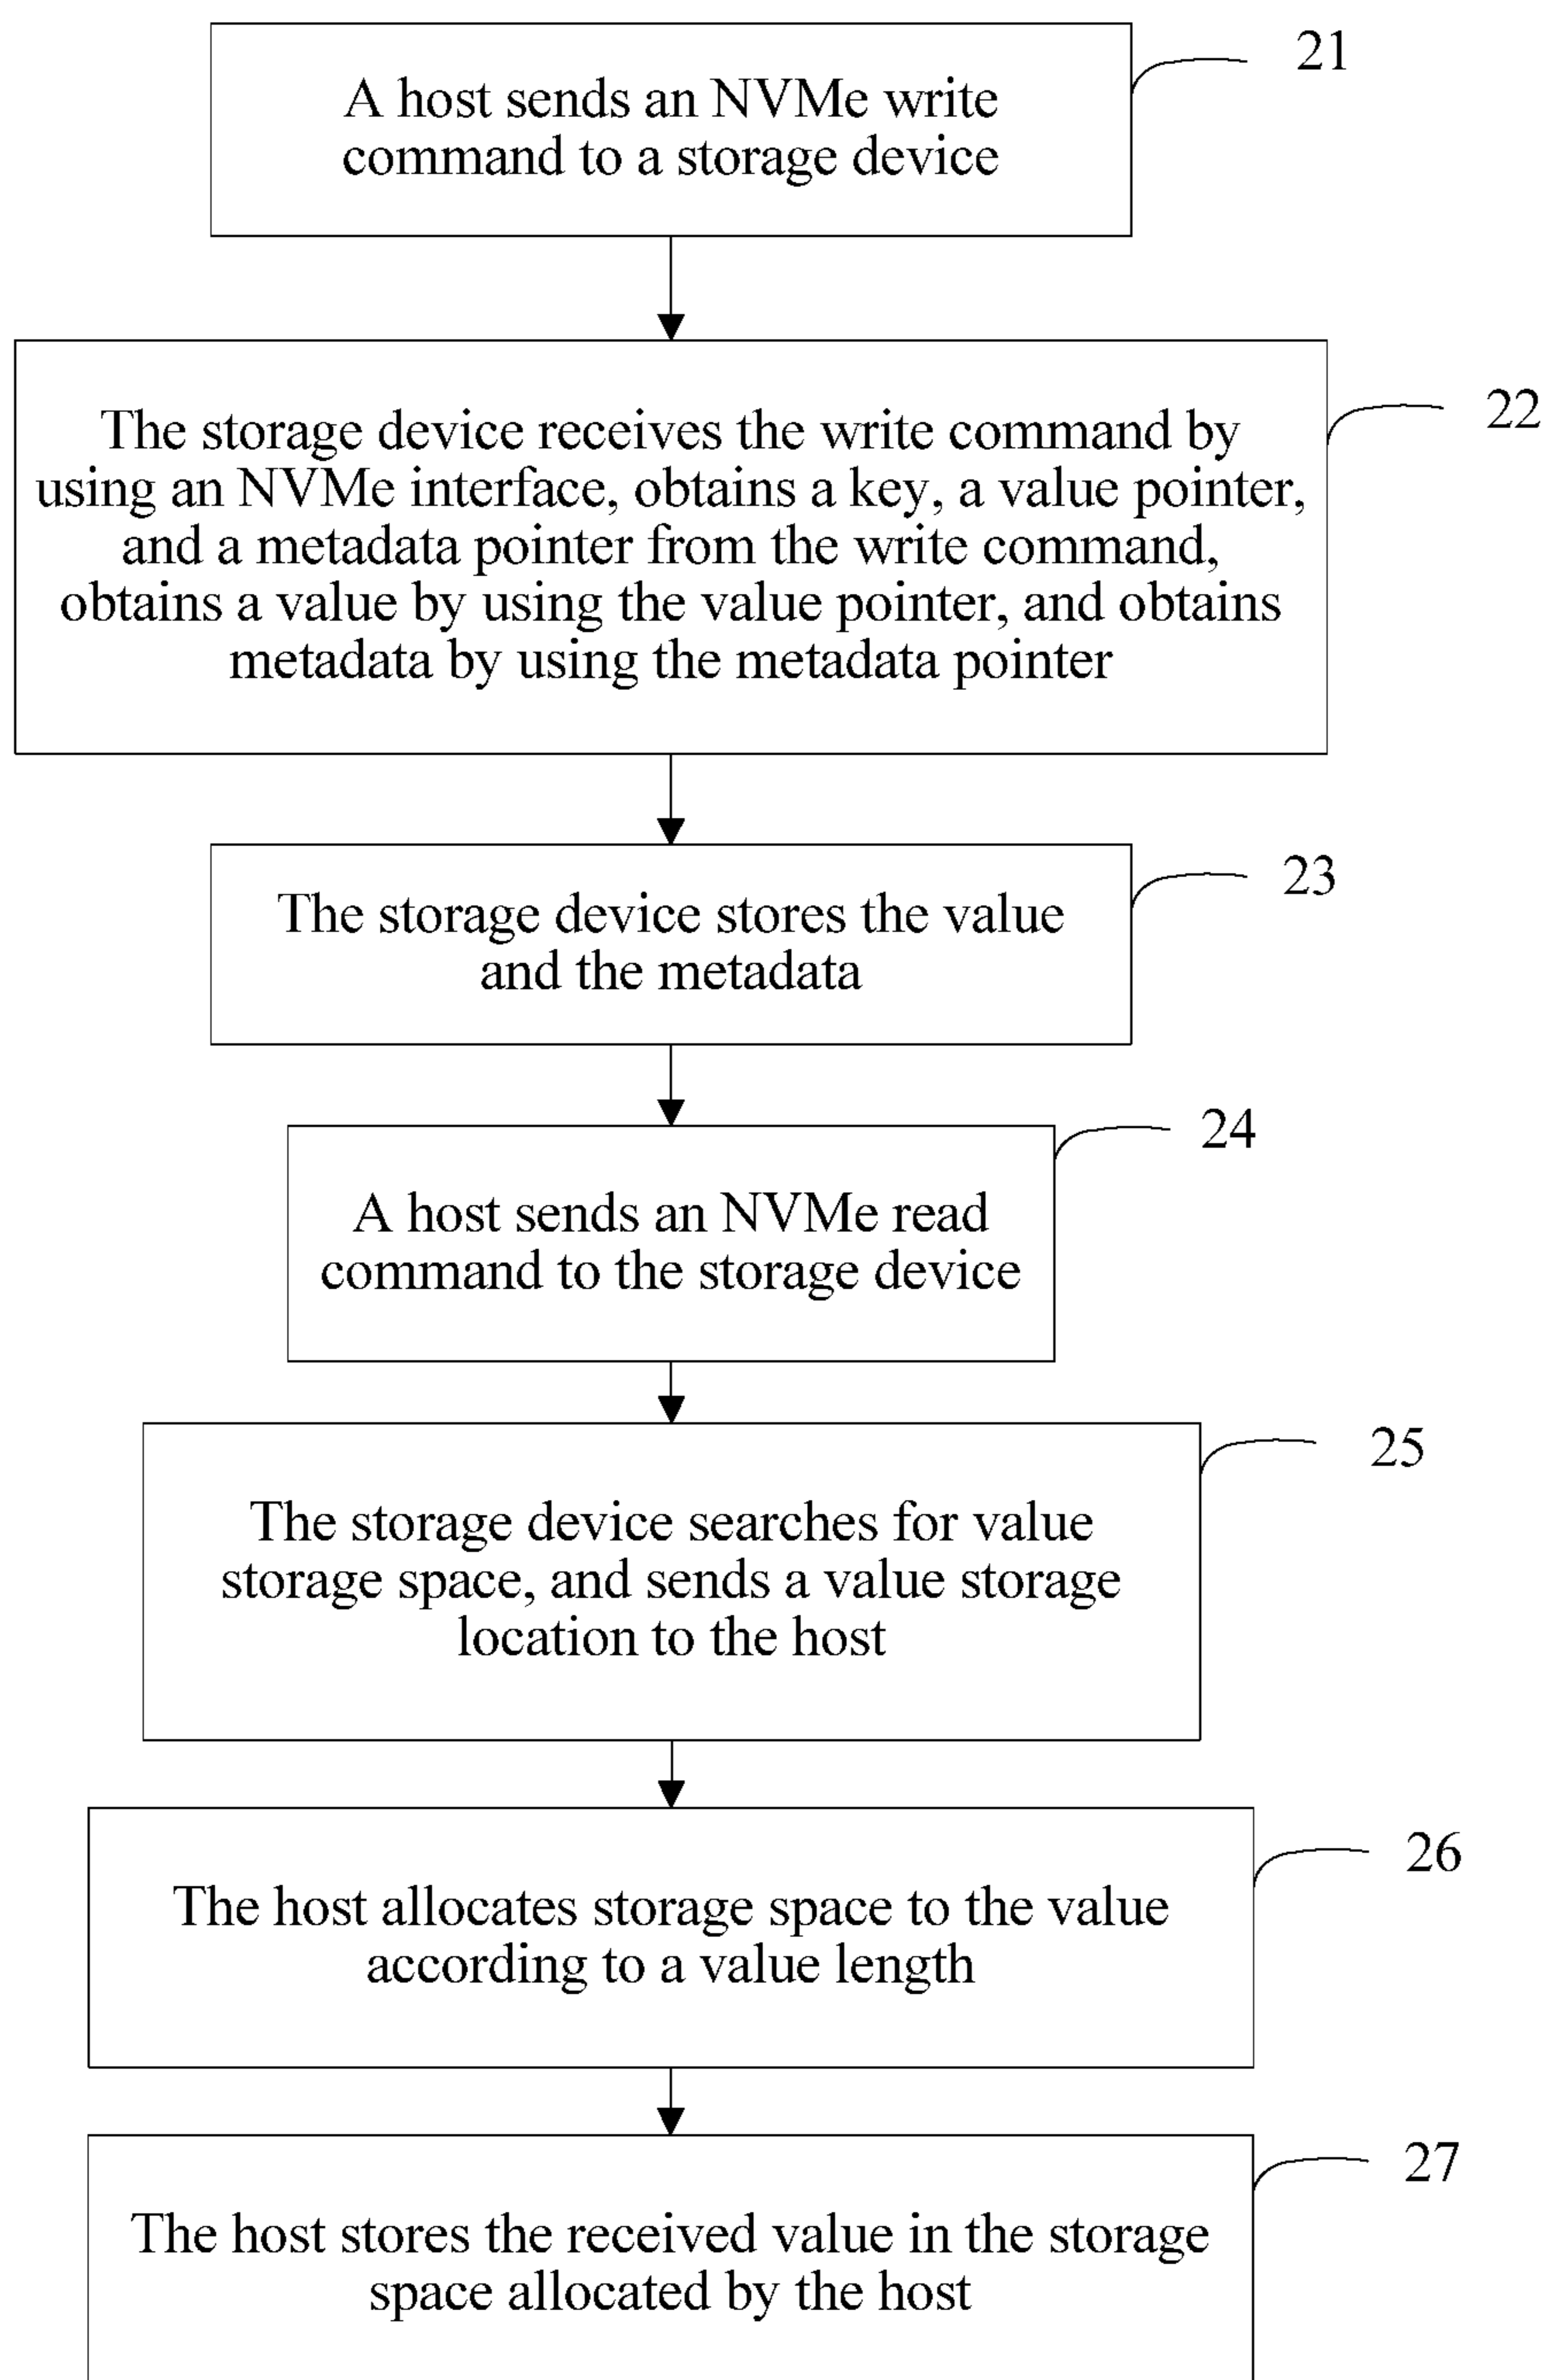 21
A host sends an NVMe write
command to a storage device
22
The storage device receives the write command by
using an NVMe interface, obtains a key, a value pointer,
and a metadata pointer from the write command,
obtains a value by using the value pointer, and obtains
metadata by using the metadata pointer
23
The storage device stores the value
and the metadata
24
A host sends an NVMe read
command to the storage device
25
The storage device searches for value
storage space, and sends a value storage
location to the host
26
The host allocates storage space to the value
according to a value length
27
The host stores the received value in the storage
space allocated by the host